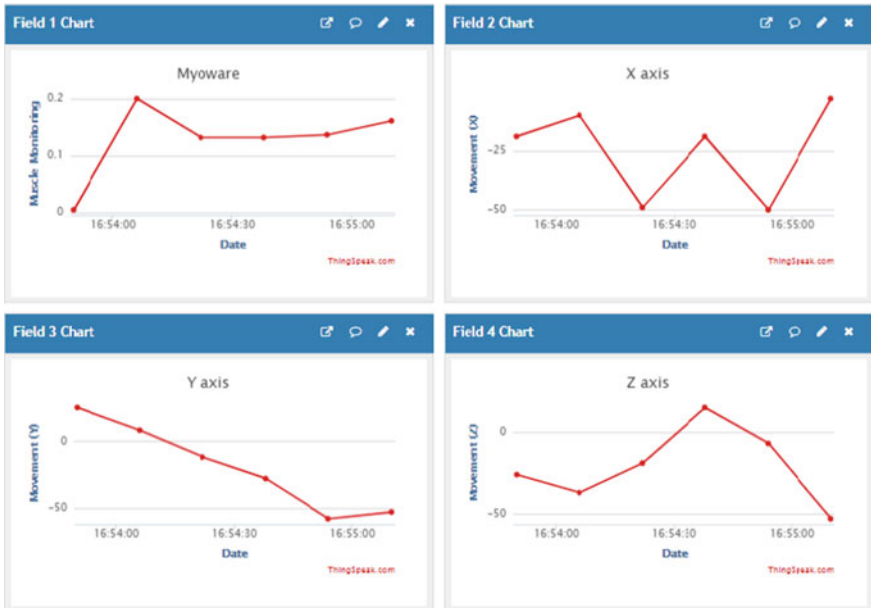 Field 1 Chart
Myoware
Muscle Monitoring
0.2
0.1
0
16:54:00 16:54:30 16:55:00
Date
ThingSpeak.com
Field 2 Chart
X axis
Movement (X)
-25
-50
16:54:00 16:54:30 16:55:00
Date
ThingSpeak.com
Field 3 Chart
Y axis
Movement (Y)
0
-50
16:54:00 16:54:30 16:55:00
Date
ThingSpeak.com
Field 4 Chart
Z axis
Movement (Z)
0
-50
16:54:00 16:54:30 16:55:00
Date
ThingSpeak.com